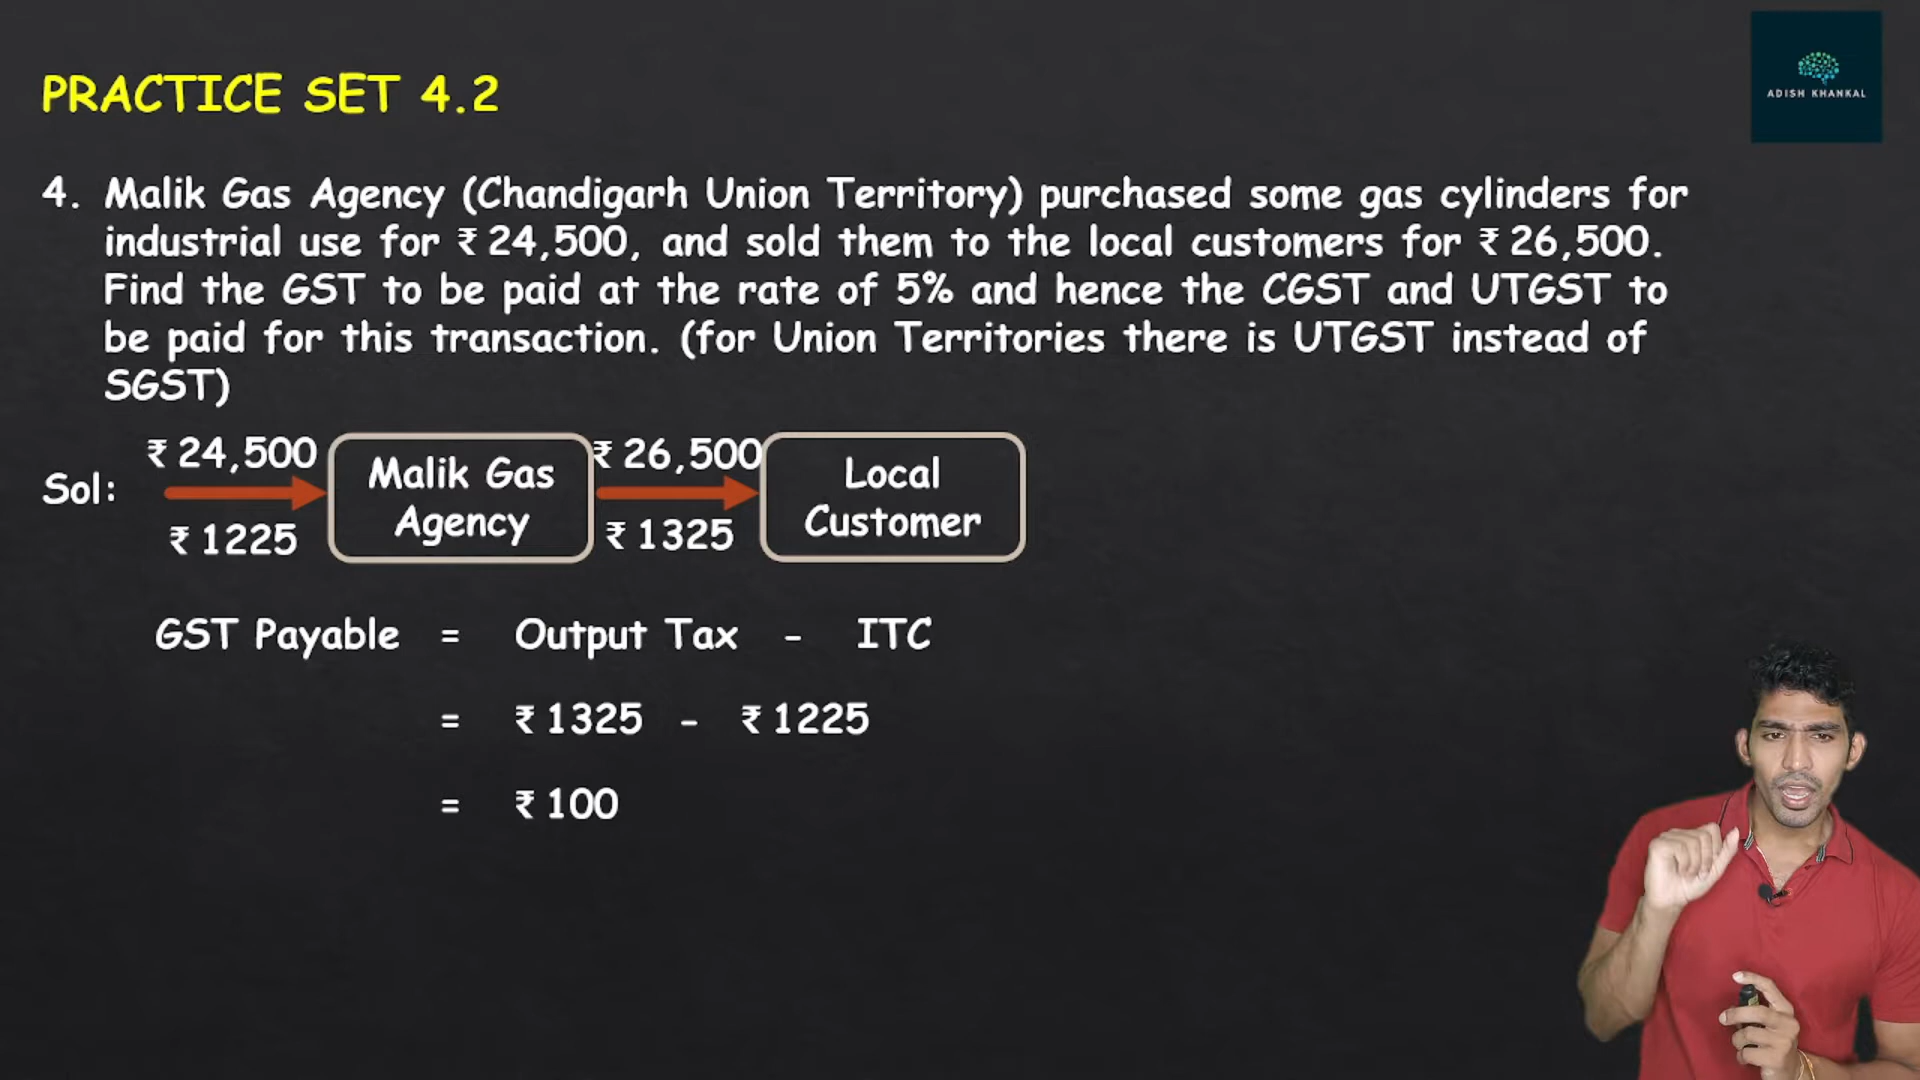 PRACTICE SET 4.2
ADISH KHANKAL
4. Malik Gas Agency (Chandigarh Union Territory) purchased some gas cylinders for
industrial use for ₹ 24,500, and sold them to the local customers for ₹ 26,500.
Find the GST to be paid at the rate of 5% and hence the CGST and UTGST to
be paid for this transaction. (for Union Territories there is UTGST instead of
SGST)
Sol:
₹ 24,500
₹ 1225
Malik Gas
Agency
₹ 26,500
₹ 1325
Local
Customer
GST Payable = Output Tax - ITC
= ₹ 1325 - ₹ 1225
= ₹ 100